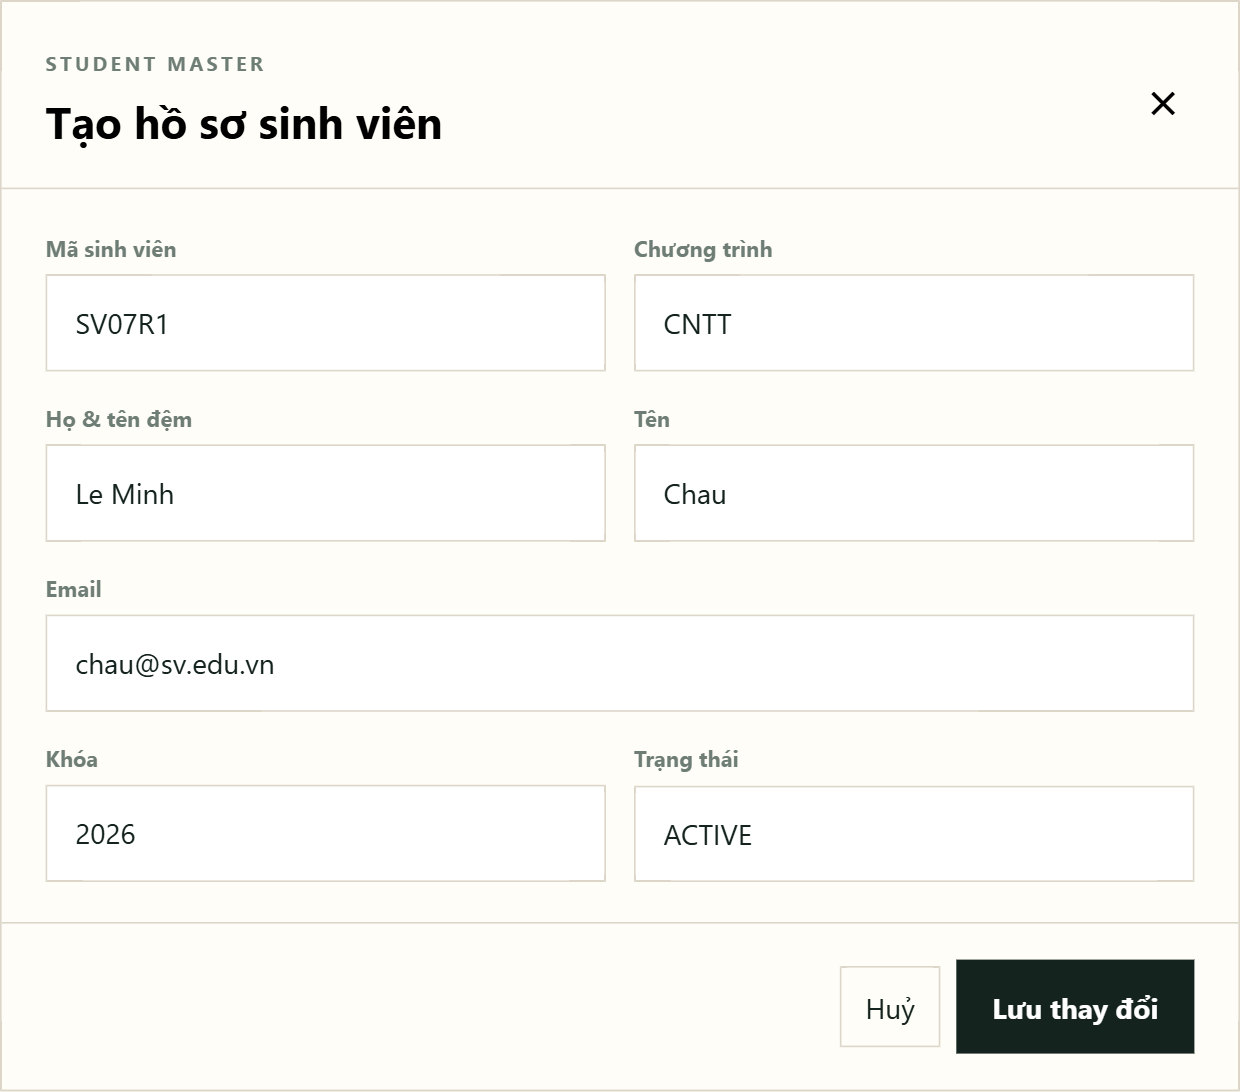 STUDENT MASTER
Tạo hồ sơ sinh viên
Mã sinh viên
Chương trình
SV07R1
CNTT
Họ & tên đệm
Tên
Le Minh
Chau
Email
chau@sv.edu.vn
Khóa
Trạng thái
2026
ACTIVE
Huỷ
Lưu thay đổi